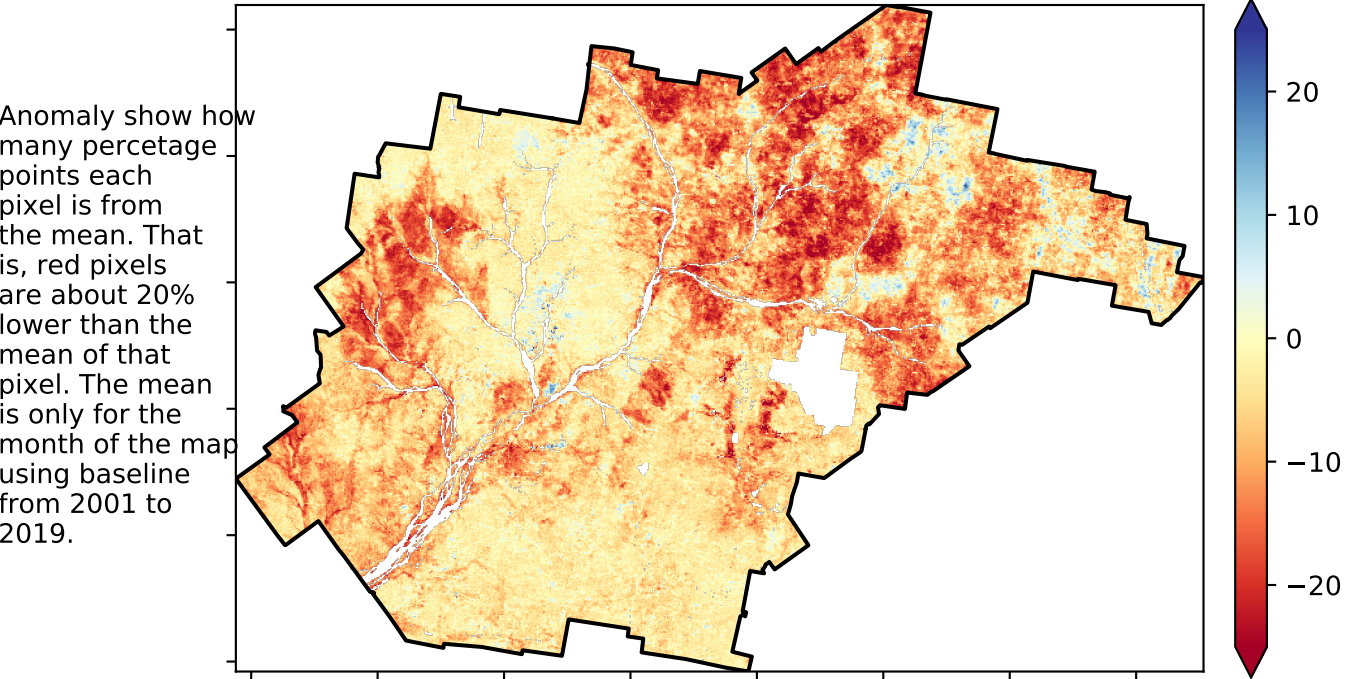 Anomaly show how
many percetage
points each
pixel is from
the mean. That
is, red pixels
are about 20%
lower than the
mean of that
pixel. The mean
is only for the
month of the map
using baseline
from 2001 to
2019.
20
10
0
−10
−20